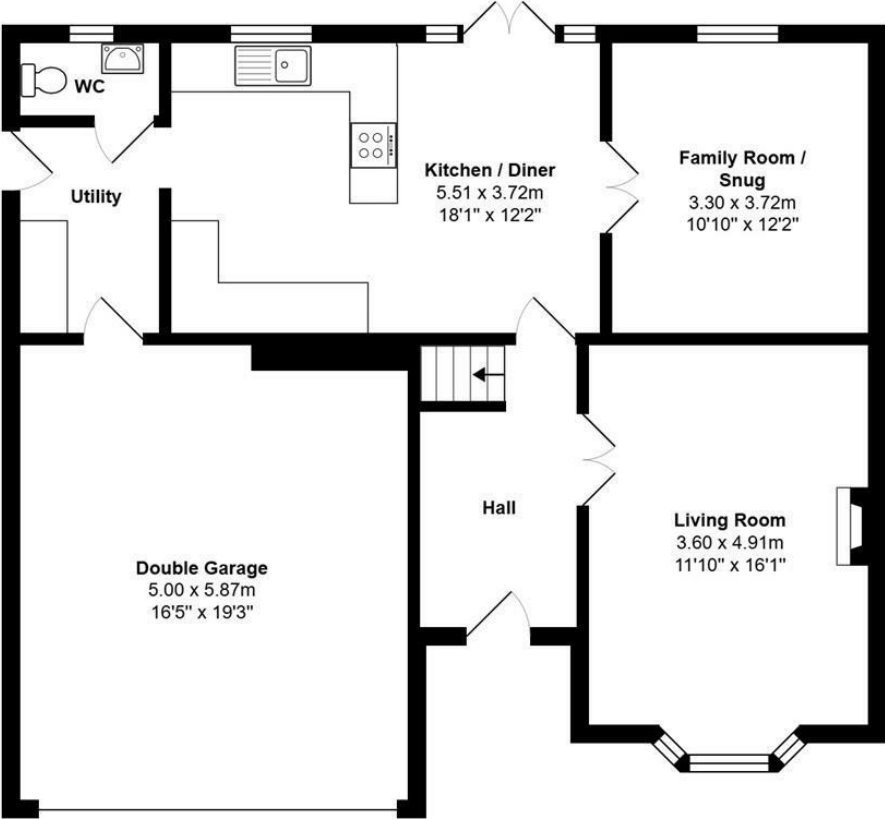 WC
Utility
Kitchen / Diner
5.51 x 3.72m
18'1" x 12'2"
Family Room /
Snug
3.30 x 3.72m
10'10" x 12'2"
Hall
Living Room
3.60 x 4.91m
11'10" x 16'1"
Double Garage
5.00 x 5.87m
16'5" x 19'3"